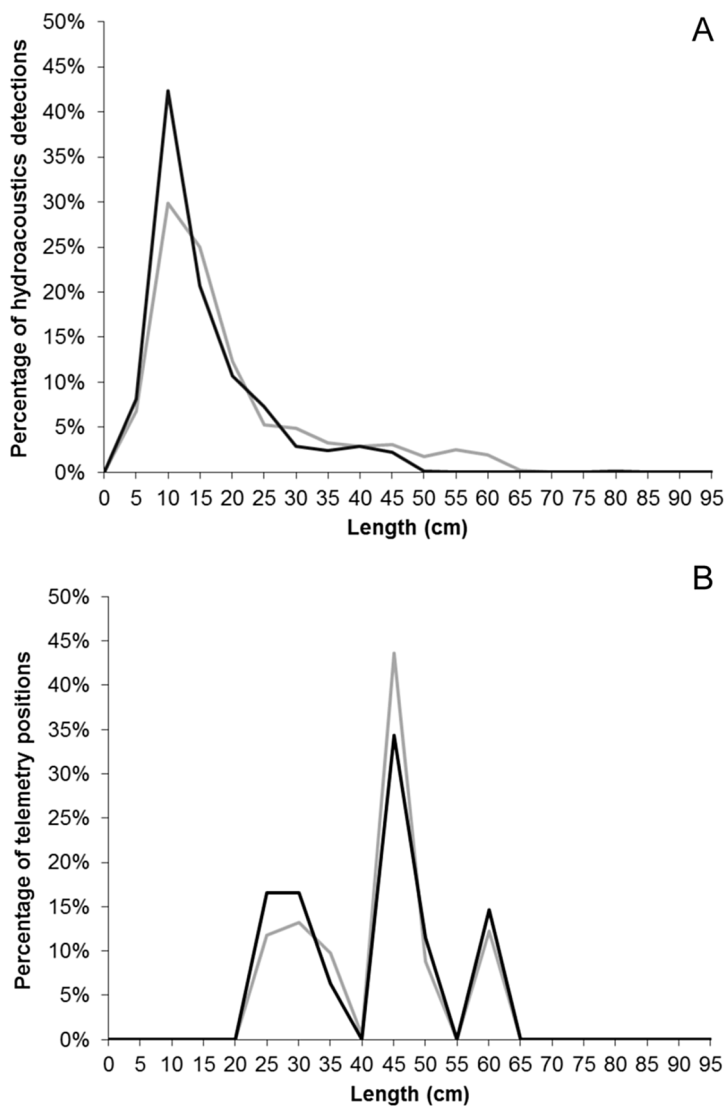 A
50%
45%
40%
35%
30%
25%
20%
15%
10%
5%
0%
Percentage of hydroacoustics detections
0 5 10 15 20 25 30 35 40 45 50 55 60 65 70 75 80 85 90 95
Length (cm)
B
50%
45%
40%
35%
30%
25%
20%
15%
10%
5%
0%
Percentage of telemetry positions
0 5 10 15 20 25 30 35 40 45 50 55 60 65 70 75 80 85 90 95
Length (cm)